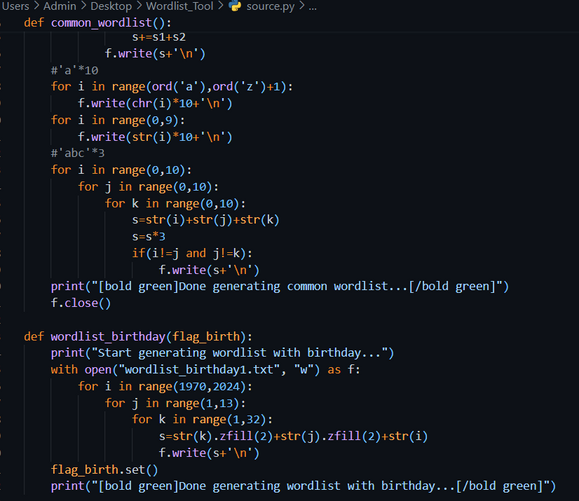 Users > Admin > Desktop > Wordlist_Tool > source.py > ...
def common_wordlist():
s+=s1+s2
f.write(s+'\n')
#'a'*10
for i in range(ord('a'),ord('z')+1):
f.write(chr(i)*10+'\n')
for i in range(0,9):
f.write(str(i)*10+'\n')
#'abc'*3
for i in range(0,10):
for j in range(0,10):
for k in range(0,10):
s=str(i)+str(j)+str(k)
s=s*3
if(i!=j and j!=k):
f.write(s+'\n')
print("[bold green]Done generating common wordlist...[/bold green]")
f.close()
def wordlist_birthday(flag_birth):
print("Start generating wordlist with birthday...")
with open("wordlist_birthday1.txt", "w") as f:
for i in range(1970,2024):
for j in range(1,13):
for k in range(1,32):
s=str(k).zfill(2)+str(j).zfill(2)+str(i)
f.write(s+'\n')
flag_birth.set()
print("[bold green]Done generating wordlist with birthday...[/bold green]")